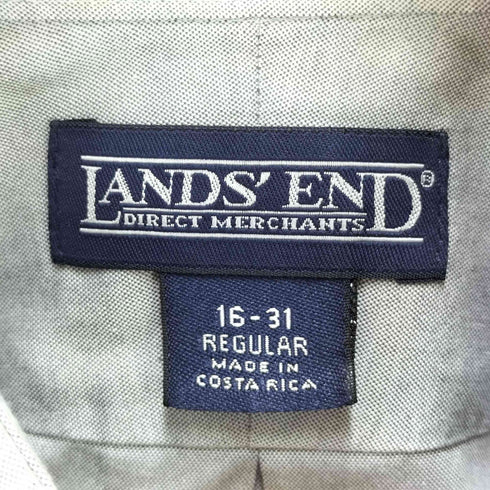 LANDS' END®
DIRECT MERCHANTS
16-31
REGULAR
MADE IN
COSTA RICA